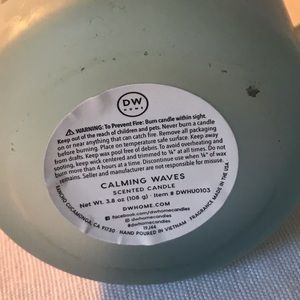 DW
HOME
WARNING: To Prevent Fire: Burn candle within sight.
Keep out of the reach of children and pets. Never burn a candle
on or near anything that can catch fire. Remove all packaging
before burning. Place on temperature safe surface. Keep away
from drafts. Keep wax pool free of debris. To avoid overheating and
sooting, keep wick centered and trimmed to ¼" at all times. Do not
burn more than 4 hours at a time. Discontinue use when ½" of wax
remains. Seller and manufacturer are not responsible for misuse.
CALMING WAVES
SCENTED CANDLE
Net Wt. 3.8 oz (108 g) · Item # DWHU0103
DWHOME.COM
facebook.com/dwhomecandles
@dwhomecandles
#dwhomecandles
19J44
RANCHO CUCAMONGA, CA 91730 · HAND POURED IN VIETNAM · FRAGRANCE MADE IN THE USA